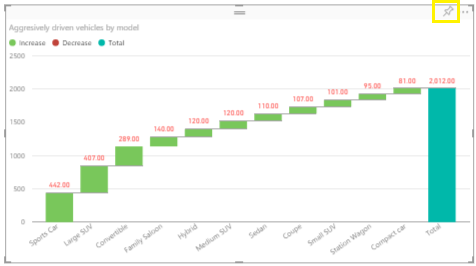 Aggresively driven vehicles by model
Increase Decrease Total
2500
2000
1500
1000
500
0
442.00
407.00
289.00
140.00
120.00
120.00
110.00
107.00
101.00
95.00
81.00
2,012.00
Sports Car
Large SUV
Convertible
Family Saloon
Hybrid
Medium SUV
Sedan
Coupe
Small SUV
Station Wagon
Compact car
Total